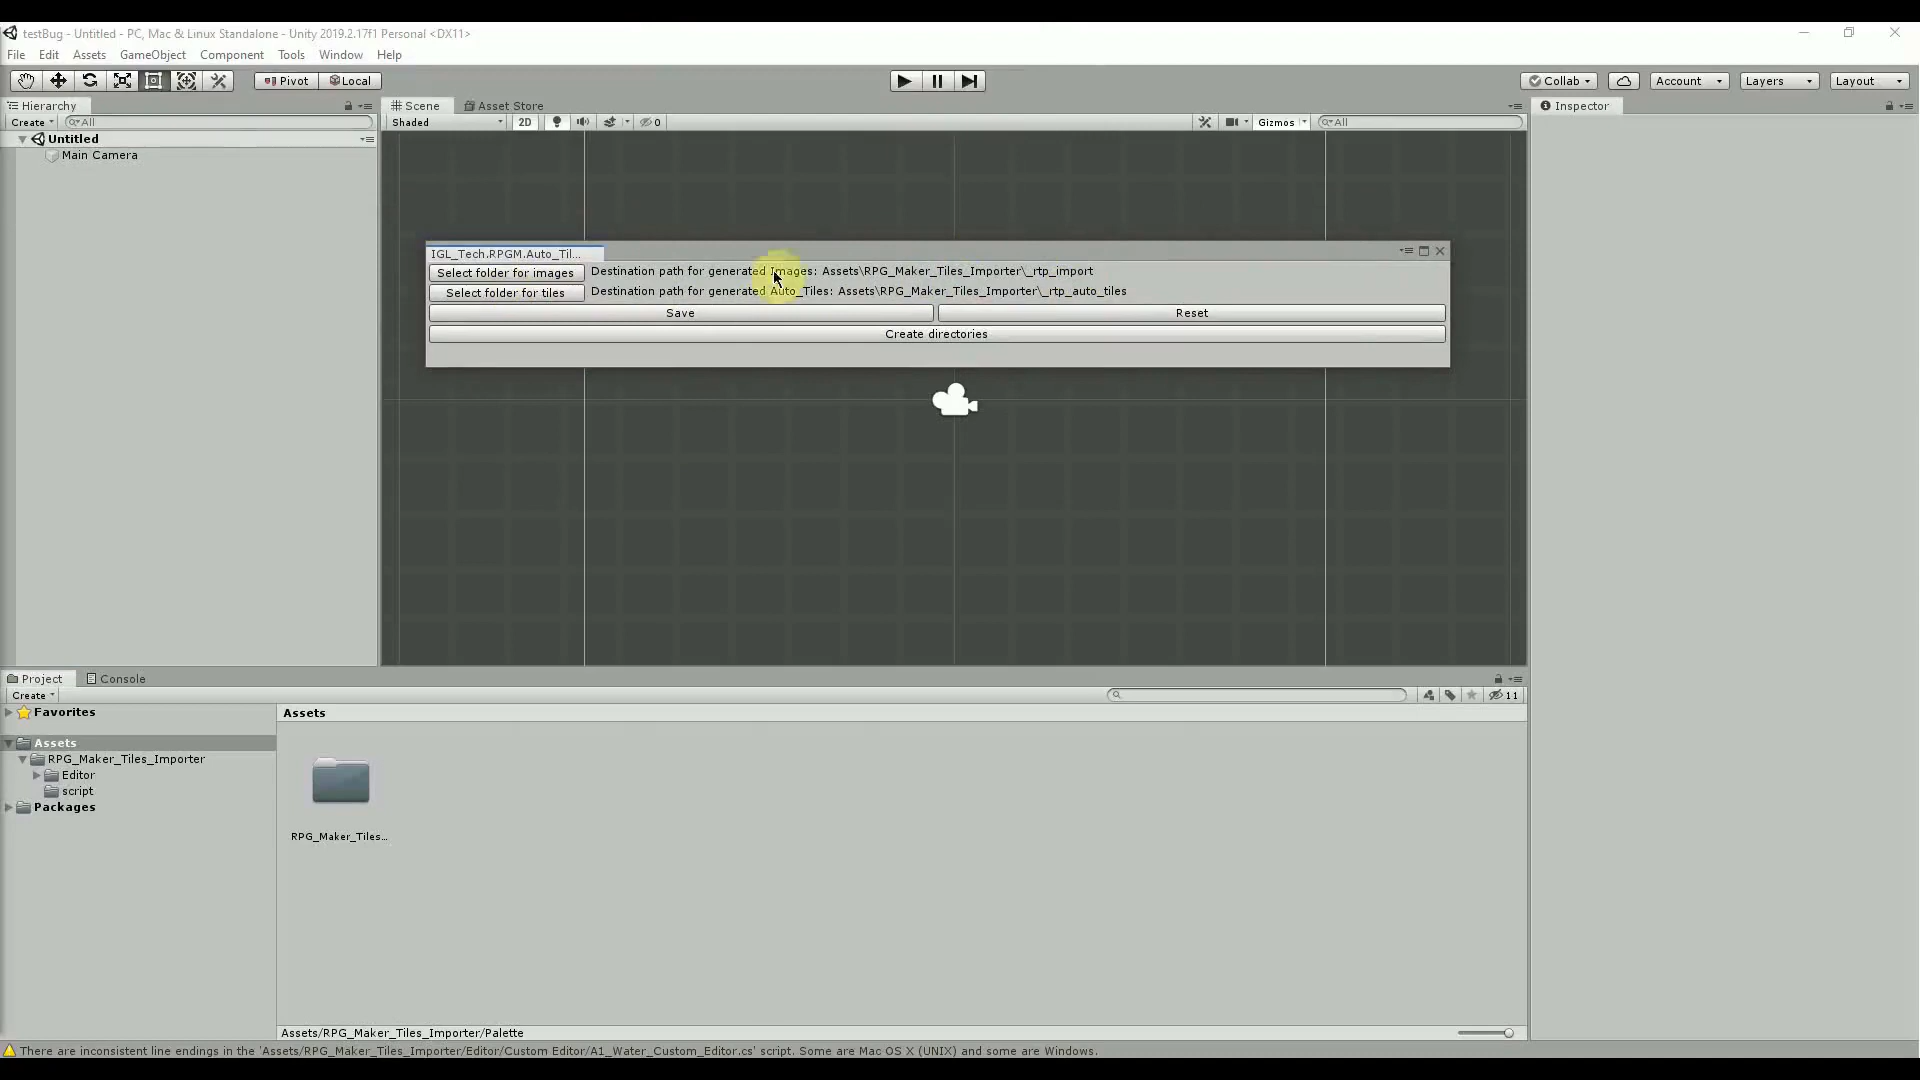 testBug - Untitled - PC, Mac & Linux Standalone - Unity 2019.2.17f1 Personal <DX11>
File Edit Assets GameObject Component Tools Window Help
Pivot Local Collab Account Layers Layout
Hierarchy Scene Asset Store Inspector
Create All Shaded 2D 0 Gizmos All
Untitled
Main Camera
IGL_Tech.RPGM.Auto_Til...
Select folder for images Destination path for generated Images: Assets\RPG_Maker_Tiles_Importer\_rtp_import
Select folder for tiles Destination path for generated Auto_Tiles: Assets\RPG_Maker_Tiles_Importer\_rtp_auto_tiles
Save Reset
Create directories
Project Console
Create 11
Favorites Assets
Assets
RPG_Maker_Tiles_Importer
Editor
script
Packages
RPG_Maker_Tiles...
Assets/RPG_Maker_Tiles_Importer/Palette
There are inconsistent line endings in the 'Assets/RPG_Maker_Tiles_Importer/Editor/Custom Editor/A1_Water_Custom_Editor.cs' script. Some are Mac OS X (UNIX) and some are Windows.